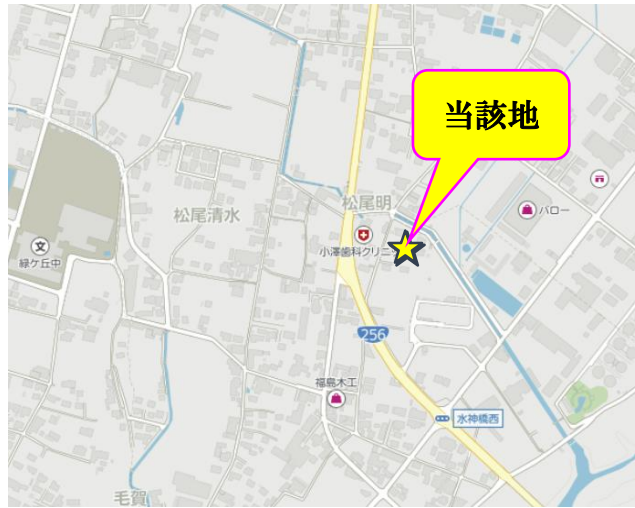 当該地
松尾明
松尾清水
バロー
緑ケ丘中
小澤歯科クリニ
256
福島木工
水神橋西
毛賀